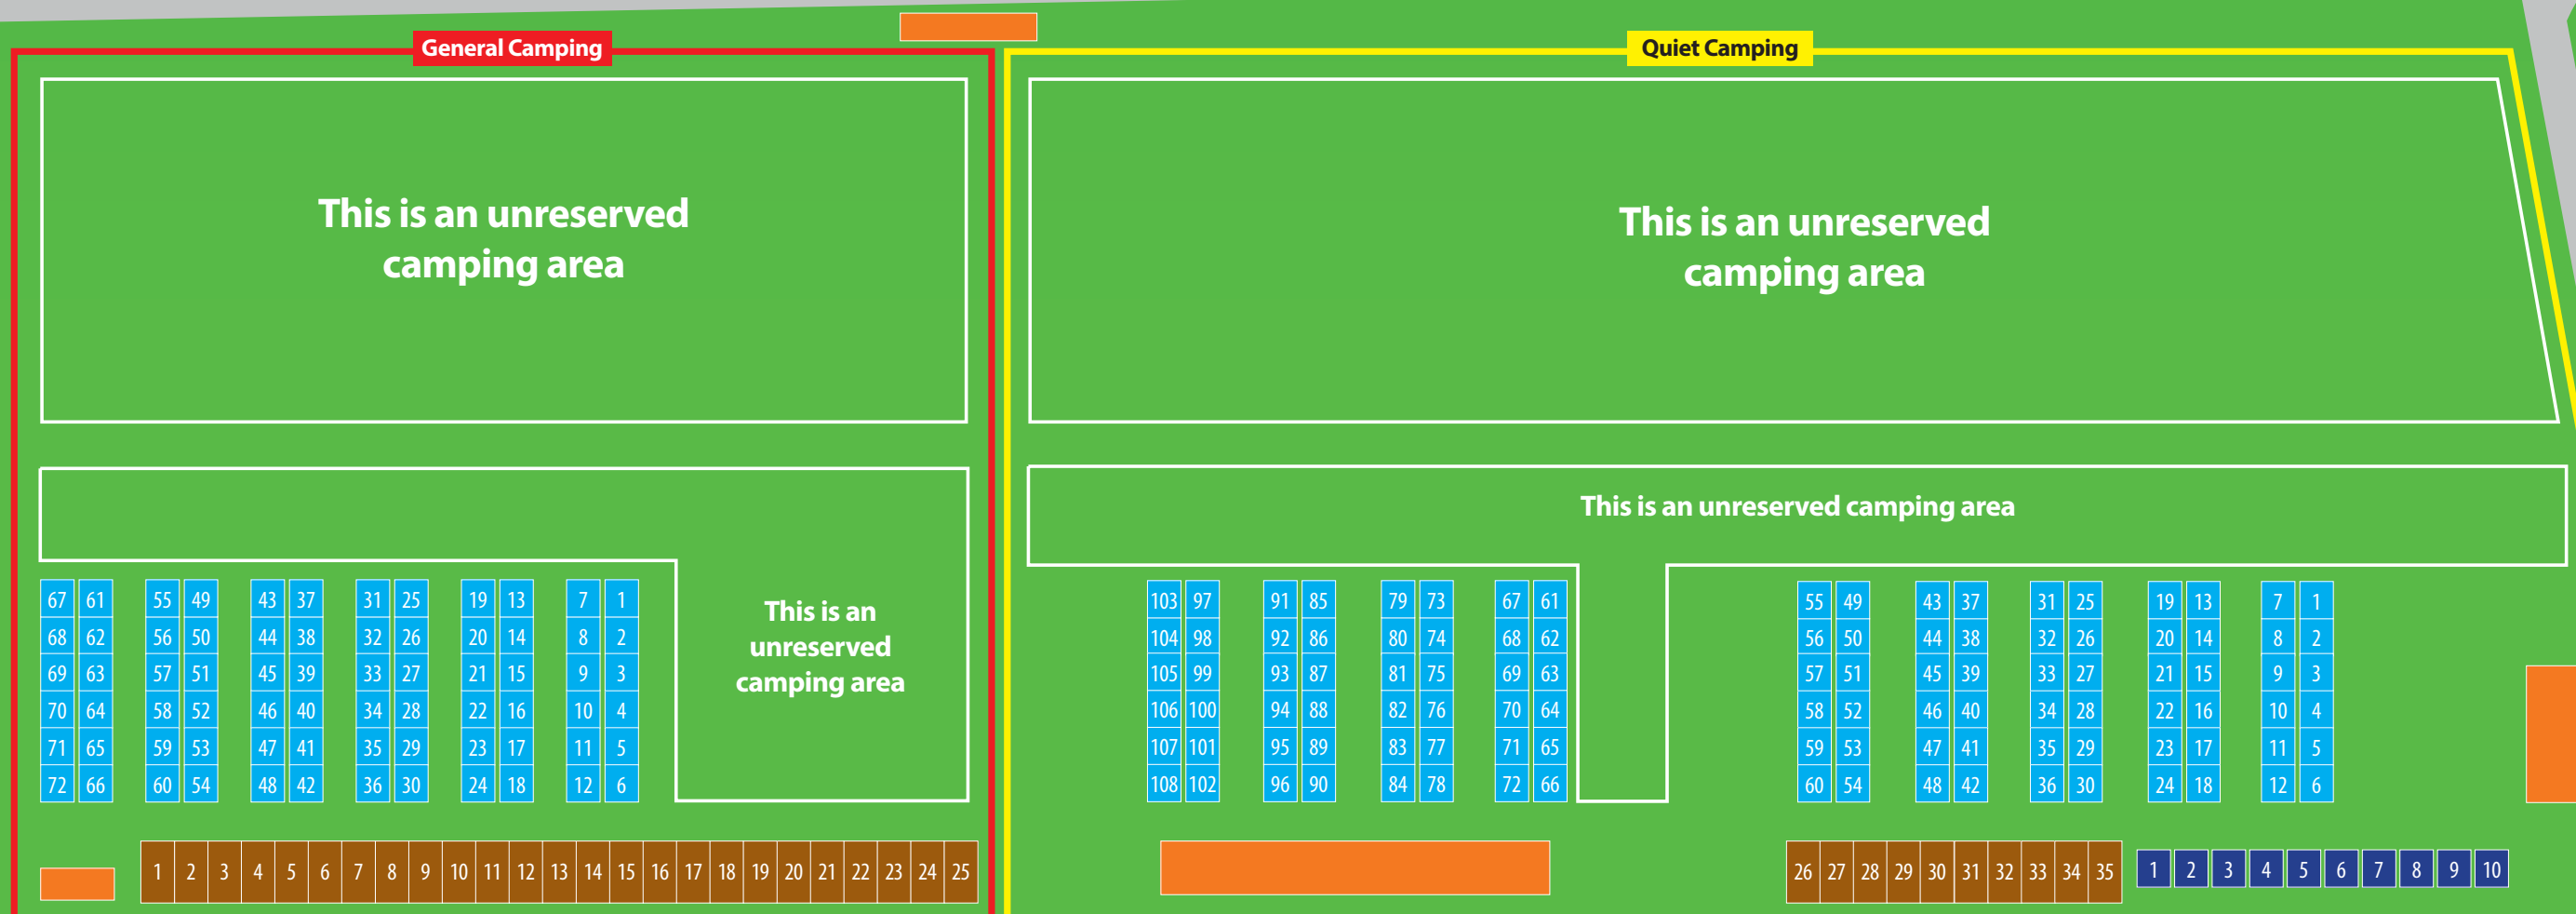 General Camping
Quiet Camping
This is an unreserved
camping area
This is an unreserved
camping area
This is an unreserved camping area
67 61 55 49 43 37 31 25 19 13 7 1
68 62 56 50 44 38 32 26 20 14 8 2
69 63 57 51 45 39 33 27 21 15 9 3
70 64 58 52 46 40 34 28 22 16 10 4
71 65 59 53 47 41 35 29 23 17 11 5
72 66 60 54 48 42 36 30 24 18 12 6
This is an
unreserved
camping area
103 97 91 85 79 73 67 61
104 98 92 86 80 74 68 62
105 99 93 87 81 75 69 63
106 100 94 88 82 76 70 64
107 101 95 89 83 77 71 65
108 102 96 90 84 78 72 66
55 49 43 37 31 25 19 13 7 1
56 50 44 38 32 26 20 14 8 2
57 51 45 39 33 27 21 15 9 3
58 52 46 40 34 28 22 16 10 4
59 53 47 41 35 29 23 17 11 5
60 54 48 42 36 30 24 18 12 6
1 2 3 4 5 6 7 8 9 10 11 12 13 14 15 16 17 18 19 20 21 22 23 24 25
26 27 28 29 30 31 32 33 34 35
1 2 3 4 5 6 7 8 9 10